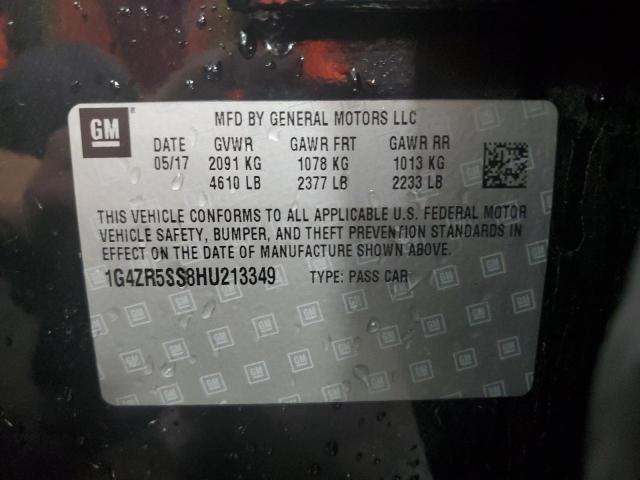 GM
MFD BY GENERAL MOTORS LLC
DATE GVWR GAWR FRT GAWR RR
05/17 2091 KG 1078 KG 1013 KG
4610 LB 2377 LB 2233 LB
THIS VEHICLE CONFORMS TO ALL APPLICABLE U.S. FEDERAL MOTOR
VEHICLE SAFETY, BUMPER, AND THEFT PREVENTION STANDARDS IN
EFFECT ON THE DATE OF MANUFACTURE SHOWN ABOVE.
1G4ZR5SS8HU213349 TYPE: PASS CAR